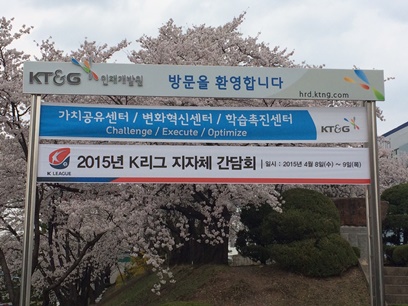 KT&G 인재개발원 방문을 환영합니다
hrd.ktng.com
가치공유센터 / 변화혁신센터 / 학습촉진센터
Challenge / Execute / Optimize
KT&G
K LEAGUE
2015년 K리그 지자체 간담회 | 일시 : 2015년 4월 8일(수) ~ 9일(목)